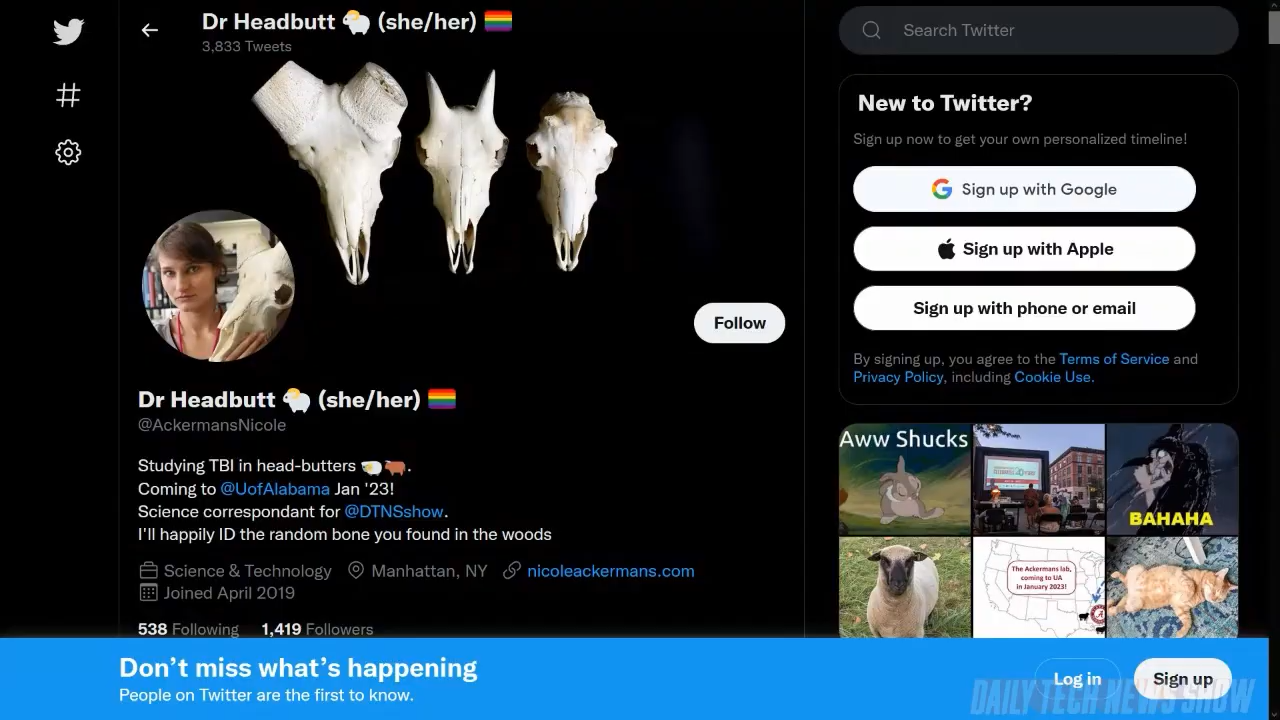 Dr Headbutt 🐏 (she/her) 🏳️‍🌈
3,833 Tweets
Follow
Dr Headbutt 🐏 (she/her) 🏳️‍🌈
@AckermansNicole
Studying TBI in head-butters 🐑🐂.
Coming to @UofAlabama Jan '23!
Science correspondant for @DTNSshow.
I'll happily ID the random bone you found in the woods
Science & Technology Manhattan, NY nicoleackermans.com
Joined April 2019
538 Following 1,419 Followers
Search Twitter
New to Twitter?
Sign up now to get your own personalized timeline!
Sign up with Google
Sign up with Apple
Sign up with phone or email
By signing up, you agree to the Terms of Service and
Privacy Policy, including Cookie Use.
Aww Shucks
BAHAHA
The Ackermans lab,
coming to UA
in January 2023!
Don't miss what's happening
People on Twitter are the first to know.
Log in
Sign up
DAILY TECH NEWS SHOW